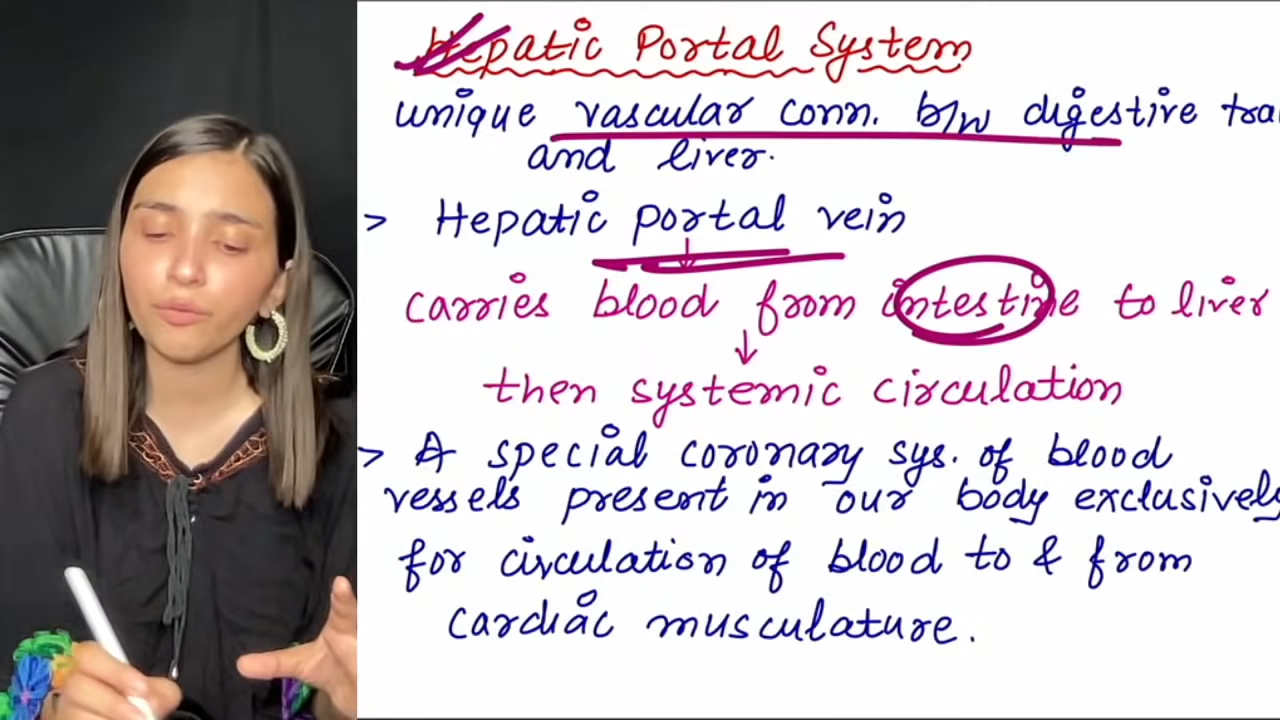 Hepatic Portal System
unique vascular conn. b/w digestive tra
and liver.
> Hepatic portal vein
↓
carries blood from intestine to liver
↓
then systemic circulation
> A special coronary sys. of blood
vessels present in our body exclusively
for circulation of blood to & from
cardiac musculature.